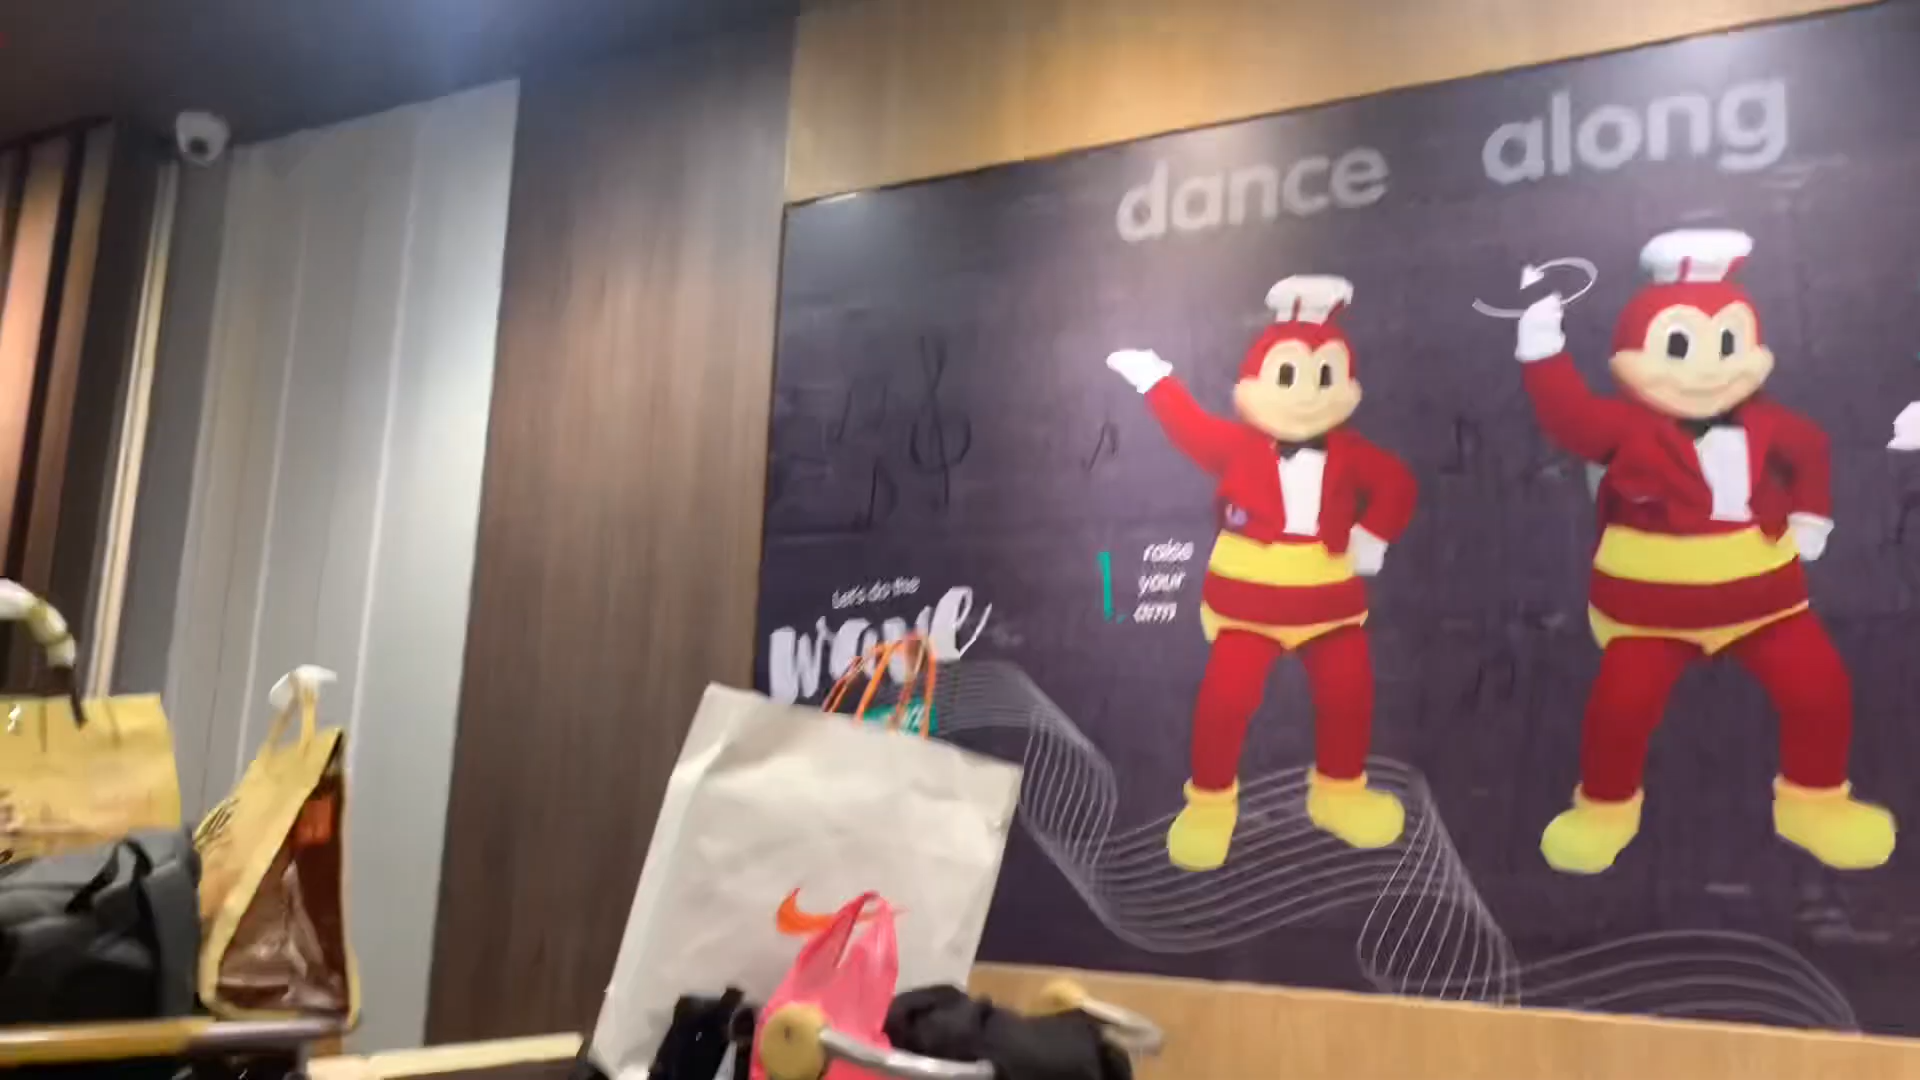 dance along
Let's do the
wave
1. raise
your
arm